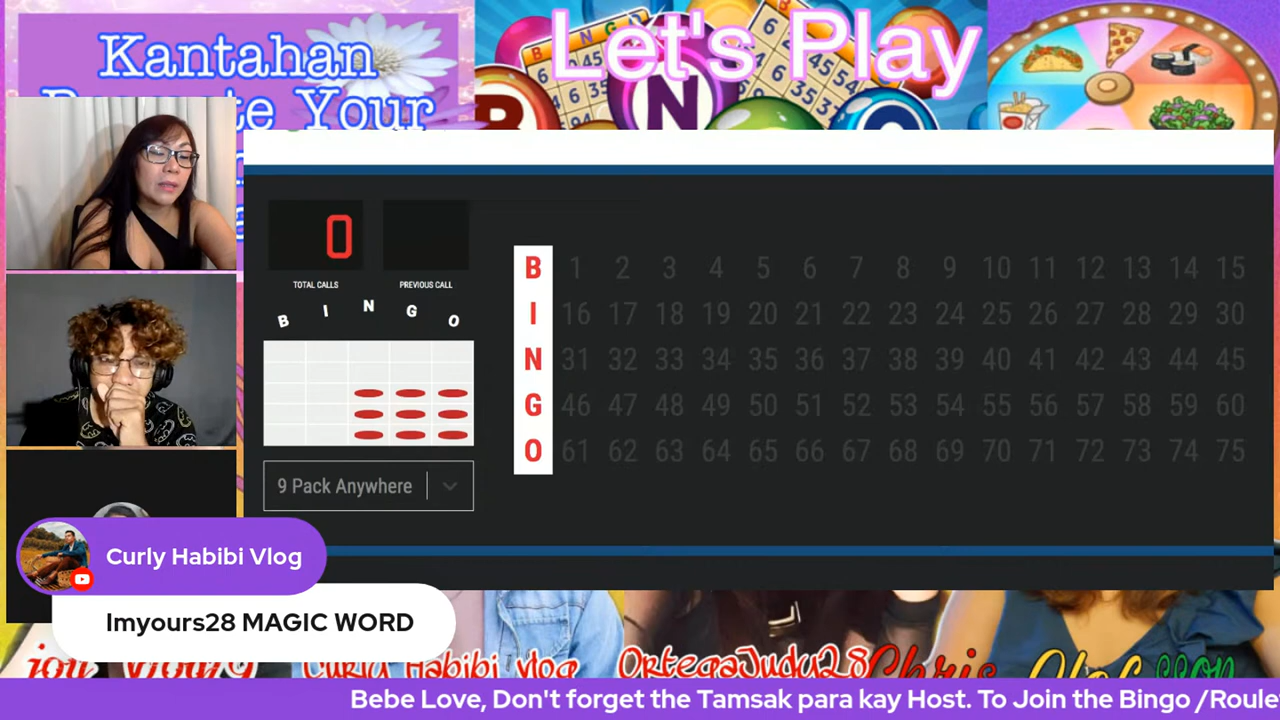 Kantahan
Let's Play
te Your
N
0
TOTAL CALLS
PREVIOUS CALL
B I N G O
9 Pack Anywhere
B 1 2 3 4 5 6 7 8 9 10 11 12 13 14 15
I 16 17 18 19 20 21 22 23 24 25 26 27 28 29 30
N 31 32 33 34 35 36 37 38 39 40 41 42 43 44 45
G 46 47 48 49 50 51 52 53 54 55 56 57 58 59 60
O 61 62 63 64 65 66 67 68 69 70 71 72 73 74 75
Curly Habibi Vlog
Imyours28 MAGIC WORD
Curly Habibi Vlog
OrtegaJudy28
Chris
Bebe Love, Don't forget the Tamsak para kay Host. To Join the Bingo /Roule